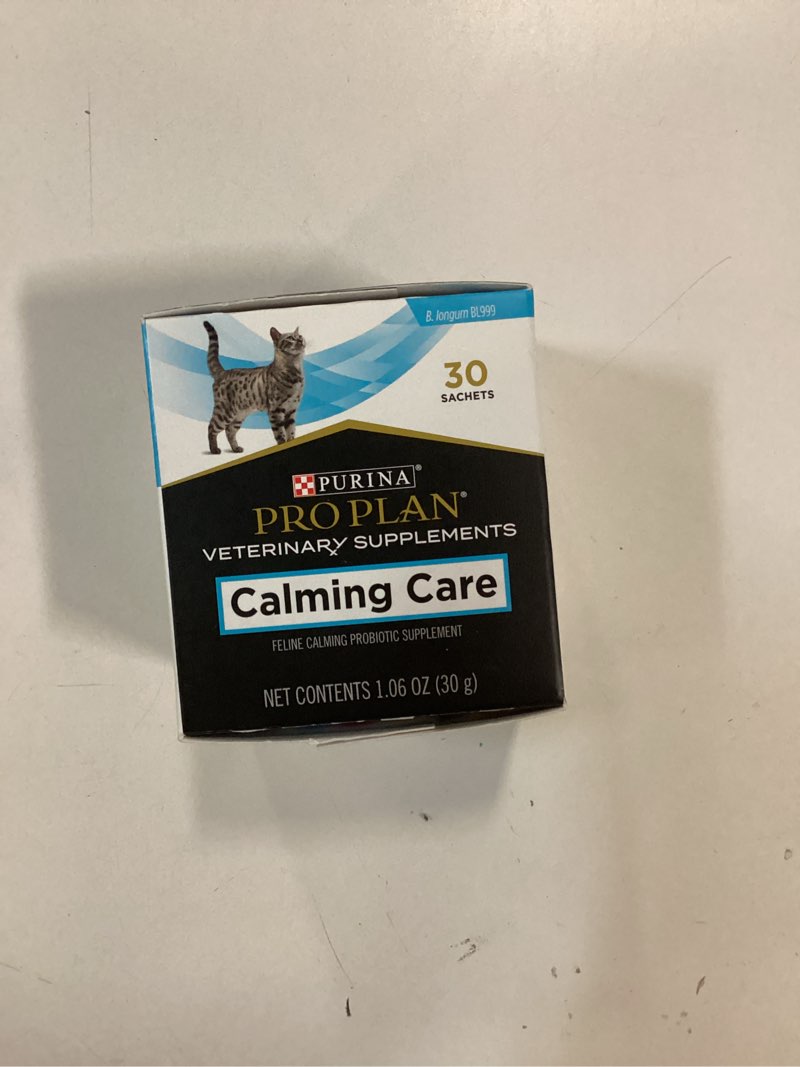 B. longum BL999
30
SACHETS
PURINA®
PRO PLAN®
VETERINARY SUPPLEMENTS
Calming Care
FELINE CALMING PROBIOTIC SUPPLEMENT
NET CONTENTS 1.06 OZ (30 g)